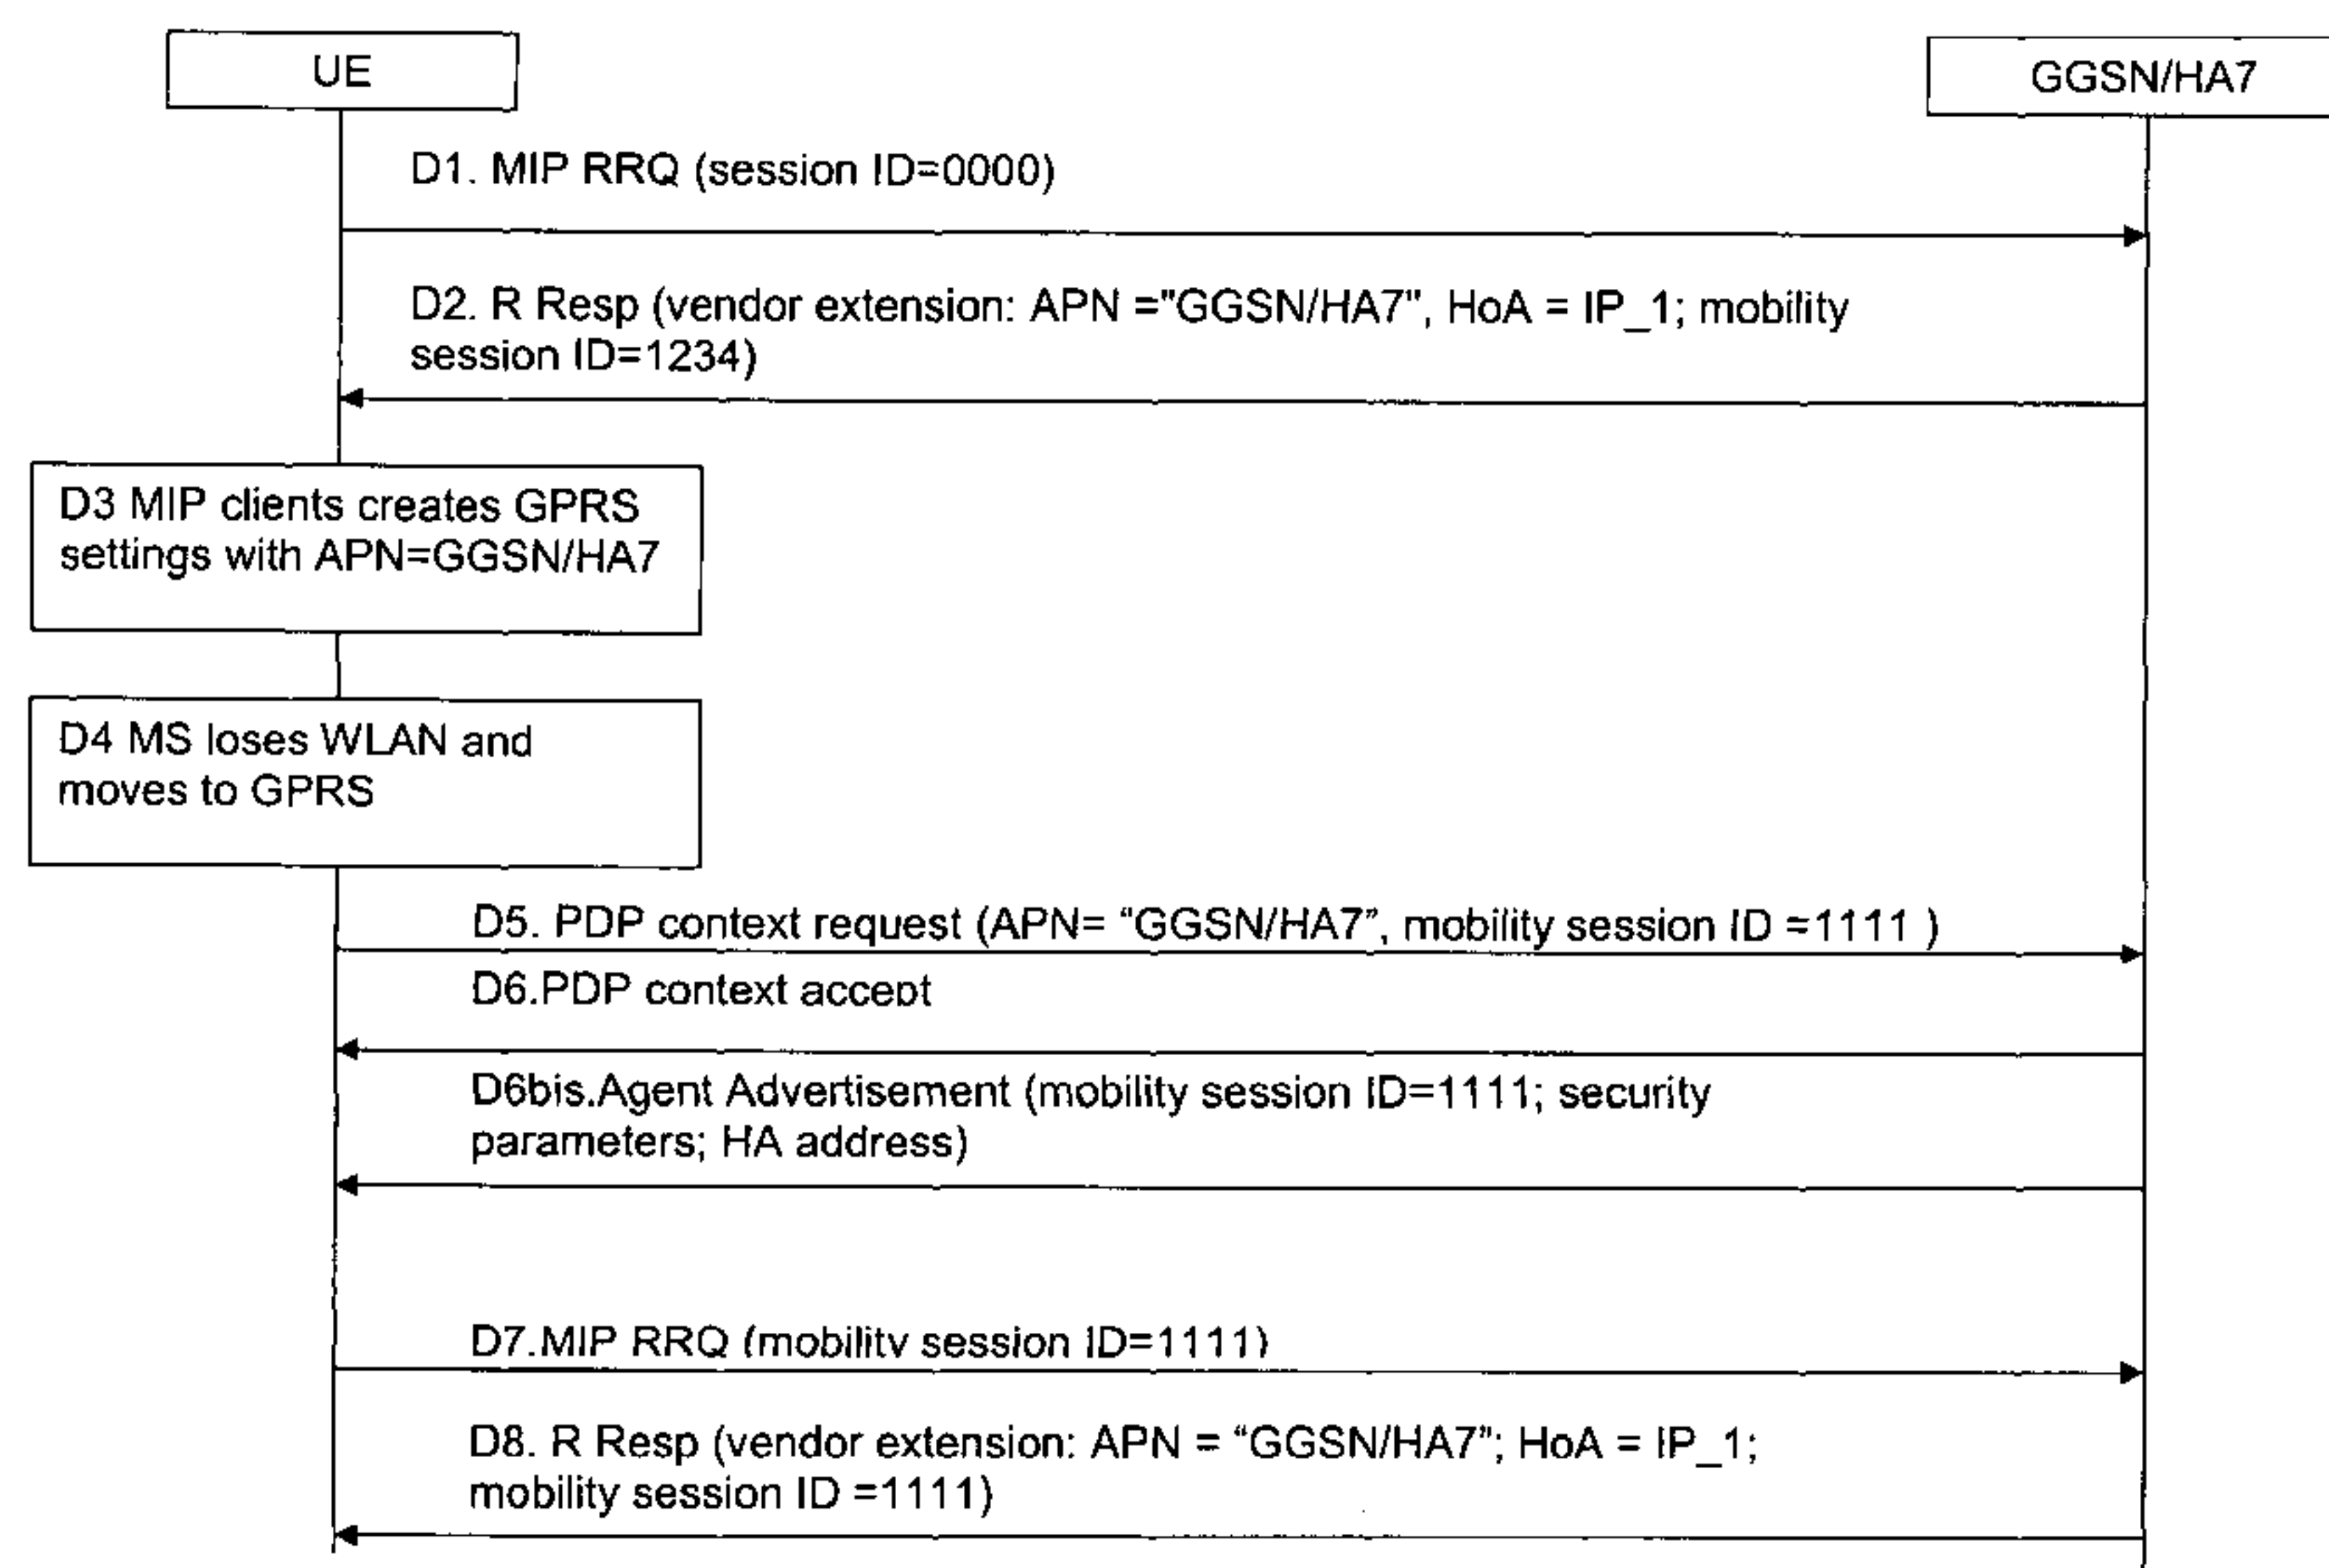 UE
GGSN/HA7
D1. MIP RRQ (session ID=0000)
D2. R Resp (vendor extension: APN ="GGSN/HA7", HoA = IP_1; mobility
session ID=1234)
D3 MIP clients creates GPRS
settings with APN=GGSN/HA7
D4 MS loses WLAN and
moves to GPRS
D5. PDP context request (APN= “GGSN/HA7”, mobility session ID =1111 )
D6.PDP context accept
D6bis.Agent Advertisement (mobility session ID=1111; security
parameters; HA address)
D7.MIP RRQ (mobility session ID=1111)
D8. R Resp (vendor extension: APN = “GGSN/HA7”; HoA = IP_1;
mobility session ID =1111)